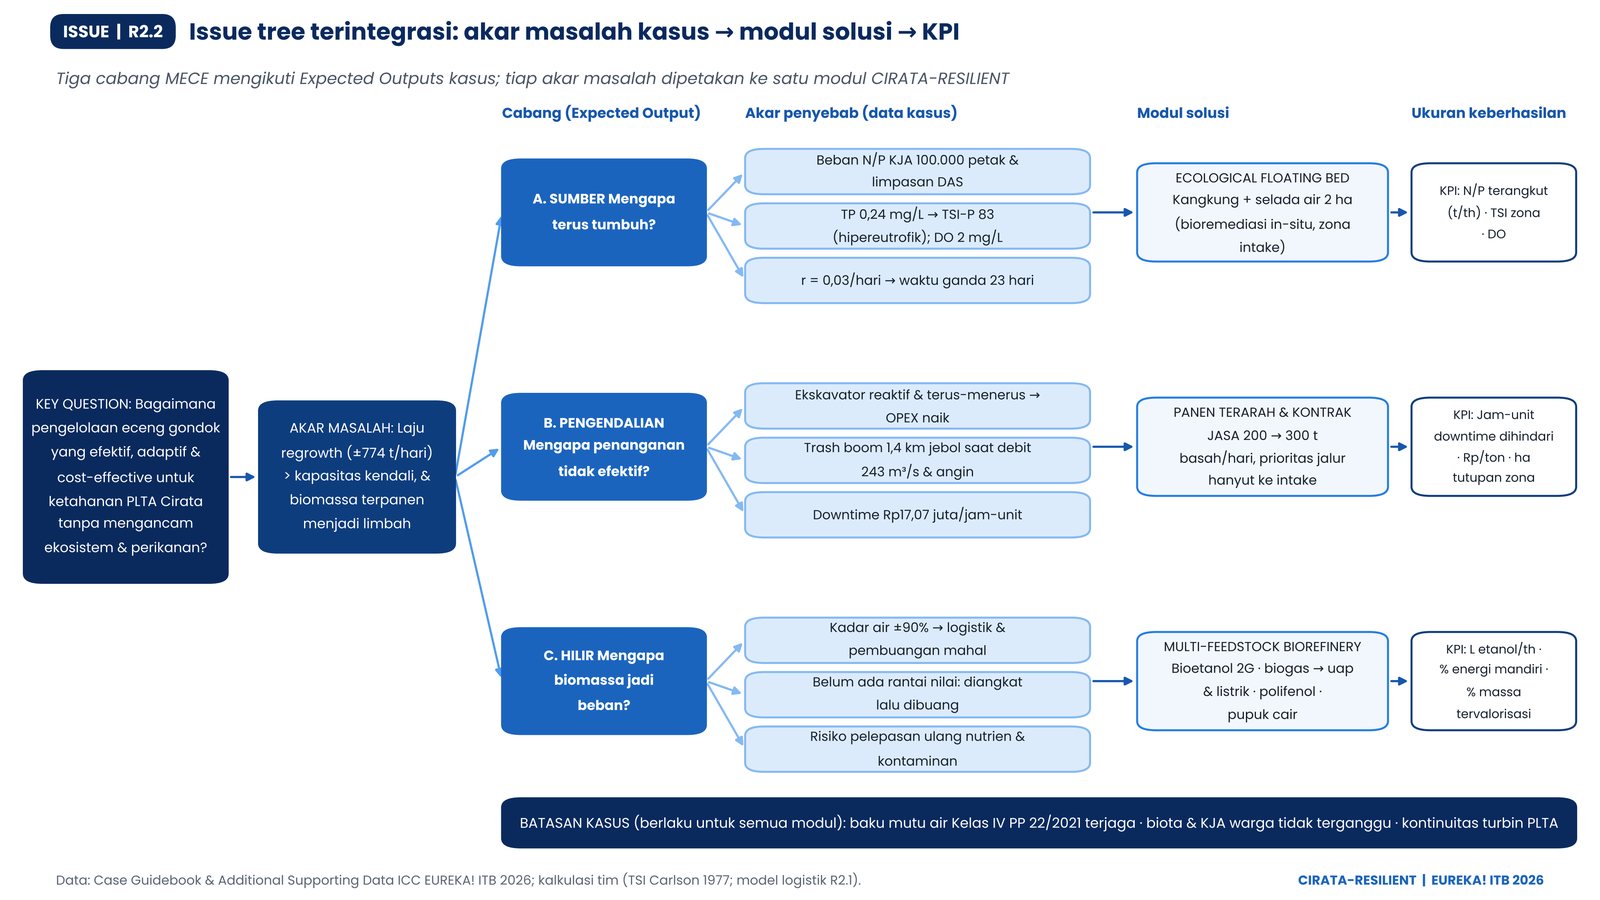 ISSUE | R2.2
Issue tree terintegrasi: akar masalah kasus → modul solusi → KPI
Tiga cabang MECE mengikuti Expected Outputs kasus; tiap akar masalah dipetakan ke satu modul CIRATA-RESILIENT
Cabang (Expected Output)
Akar penyebab (data kasus)
Modul solusi
Ukuran keberhasilan
KEY QUESTION: Bagaimana
pengelolaan eceng gondok
yang efektif, adaptif &
cost-effective untuk
ketahanan PLTA Cirata
tanpa mengancam
ekosistem & perikanan?
AKAR MASALAH: Laju
regrowth (±774 t/hari)
> kapasitas kendali, &
biomassa terpanen
menjadi limbah
A. SUMBER Mengapa
terus tumbuh?
Beban N/P KJA 100.000 petak &
limpasan DAS
TP 0,24 mg/L → TSI-P 83
(hipereutrofik); DO 2 mg/L
r = 0,03/hari → waktu ganda 23 hari
ECOLOGICAL FLOATING BED
Kangkung + selada air 2 ha
(bioremediasi in-situ, zona
intake)
KPI: N/P terangkut
(t/th) · TSI zona
· DO
B. PENGENDALIAN
Mengapa penanganan
tidak efektif?
Ekskavator reaktif & terus-menerus →
OPEX naik
Trash boom 1,4 km jebol saat debit
243 m³/s & angin
Downtime Rp17,07 juta/jam-unit
PANEN TERARAH & KONTRAK
JASA 200 → 300 t
basah/hari, prioritas jalur
hanyut ke intake
KPI: Jam-unit
downtime dihindari
· Rp/ton · ha
tutupan zona
C. HILIR Mengapa
biomassa jadi
beban?
Kadar air ±90% → logistik &
pembuangan mahal
Belum ada rantai nilai: diangkat
lalu dibuang
Risiko pelepasan ulang nutrien &
kontaminan
MULTI-FEEDSTOCK BIOREFINERY
Bioetanol 2G · biogas → uap
& listrik · polifenol ·
pupuk cair
KPI: L etanol/th ·
% energi mandiri ·
% massa
tervalorisasi
BATASAN KASUS (berlaku untuk semua modul): baku mutu air Kelas IV PP 22/2021 terjaga · biota & KJA warga tidak terganggu · kontinuitas turbin PLTA
Data: Case Guidebook & Additional Supporting Data ICC EUREKA! ITB 2026; kalkulasi tim (TSI Carlson 1977; model logistik R2.1).
CIRATA-RESILIENT | EUREKA! ITB 2026